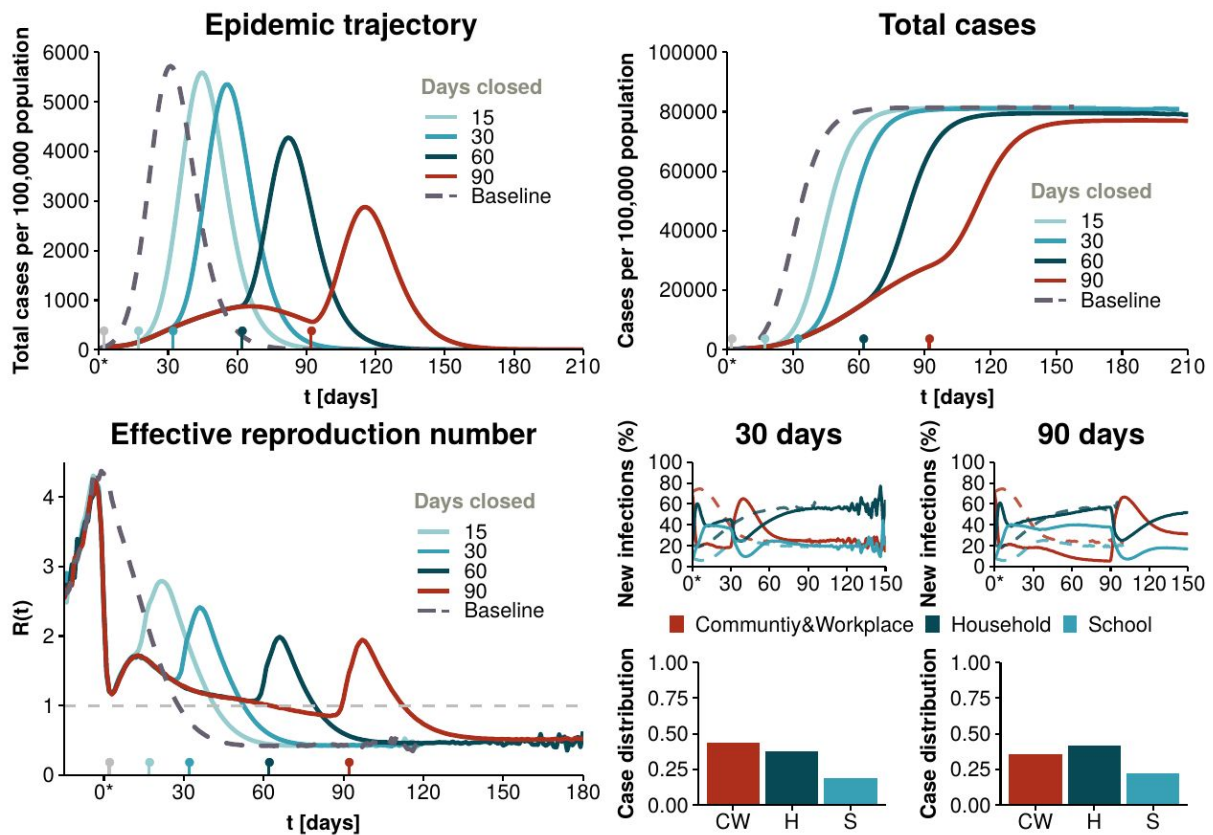 Epidemic trajectory
Total cases per 100,000 population
6000
5000
4000
3000
2000
1000
0
Days closed
15
30
60
90
Baseline
0* 30 60 90 120 150 180 210
t [days]
Total cases
Cases per 100,000 population
100000
80000
60000
40000
20000
0
Days closed
15
30
60
90
Baseline
0* 30 60 90 120 150 180 210
t [days]
Effective reproduction number
R(t)
4
3
2
1
0
Days closed
15
30
60
90
Baseline
0* 30 60 90 120 150 180
t [days]
30 days
New infections (%)
100
80
60
40
20
0
0* 30 60 90 120 150
90 days
New infections (%)
100
80
60
40
20
0
0* 30 60 90 120 150
Communtiy&Workplace Household School
Case distribution
1.00
0.75
0.50
0.25
0.00
CW H S
Case distribution
1.00
0.75
0.50
0.25
0.00
CW H S